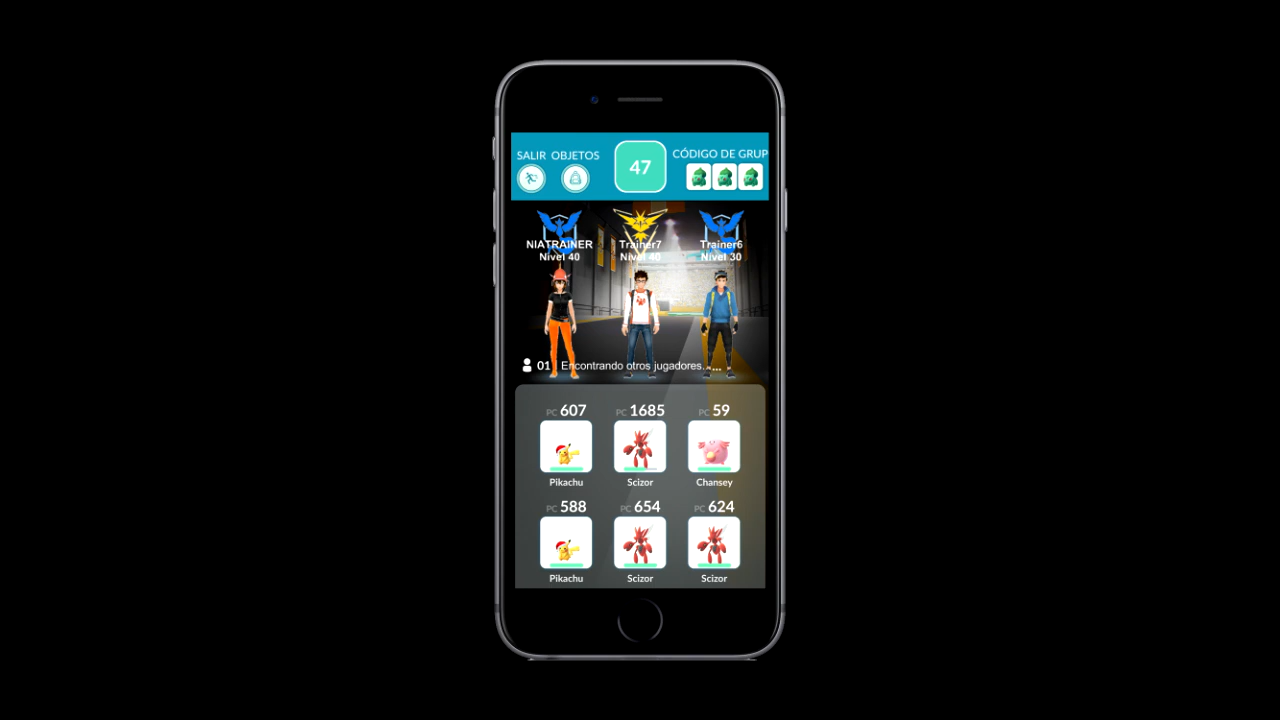 SALIR OBJETOS
47
CÓDIGO DE GRUP
NIATRAINER
Nivel 40
Trainer7
Nivel 40
Trainer6
Nivel 30
01 | Encontrando otros jugadores......
PC 607
PC 1685
PC 59
Pikachu
Scizor
Chansey
PC 588
PC 654
PC 624
Pikachu
Scizor
Scizor